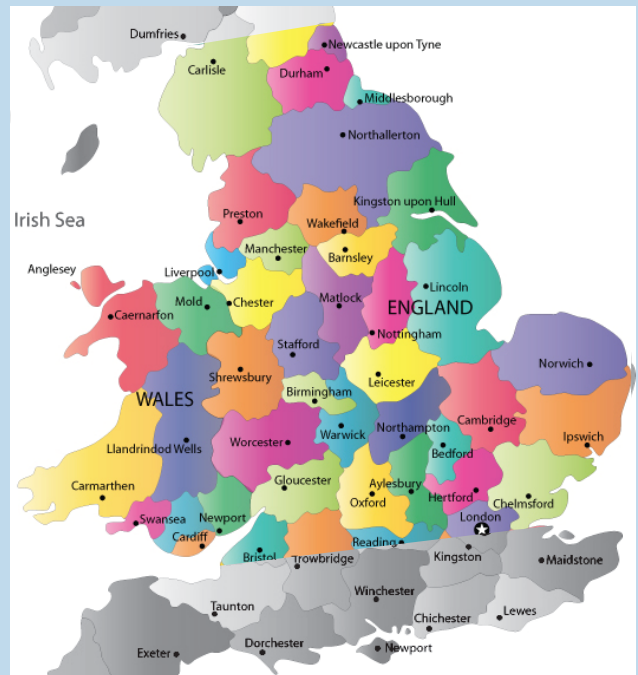 Dumfries
Newcastle upon Tyne
Carlisle
Durham
Middlesborough
Northallerton
Kingston upon Hull
Irish Sea
Preston
Wakefield
Manchester
Barnsley
Anglesey
Liverpool
Lincoln
Mold
Chester
Matlock
ENGLAND
Caernarfon
Nottingham
Stafford
Norwich
Shrewsbury
Leicester
Birmingham
WALES
Cambridge
Northampton
Warwick
Ipswich
Worcester
Llandrindod Wells
Bedford
Gloucester
Aylesbury
Carmarthen
Oxford
Hertford
Chelmsford
Swansea
Newport
London
Cardiff
Reading
Bristol
Trowbridge
Kingston
Maidstone
Winchester
Taunton
Chichester
Lewes
Dorchester
Newport
Exeter